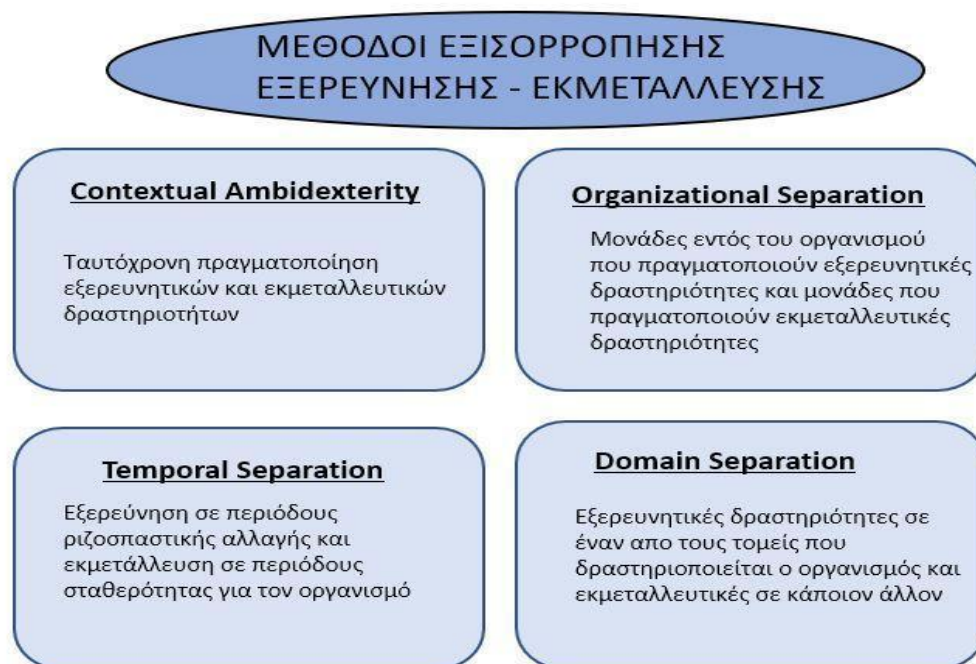 ΜΕΘΟΔΟΙ ΕΞΙΣΟΡΡΟΠΗΣΗΣ
ΕΞΕΡΕΥΝΗΣΗΣ - ΕΚΜΕΤΑΛΛΕΥΣΗΣ
Contextual Ambidexterity
Ταυτόχρονη πραγματοποίηση
εξερευνητικών και εκμεταλλευτικών
δραστηριοτήτων
Organizational Separation
Μονάδες εντός του οργανισμού
που πραγματοποιούν εξερευνητικές
δραστηριότητες και μονάδες που
πραγματοποιούν εκμεταλλευτικές
δραστηριότητες
Temporal Separation
Εξερεύνηση σε περιόδους
ριζοσπαστικής αλλαγής και
εκμετάλλευση σε περιόδους
σταθερότητας για τον οργανισμό
Domain Separation
Εξερευνητικές δραστηριότητες σε
έναν απο τους τομείς που
δραστηριοποιείται ο οργανισμός και
εκμεταλλευτικές σε κάποιον άλλον